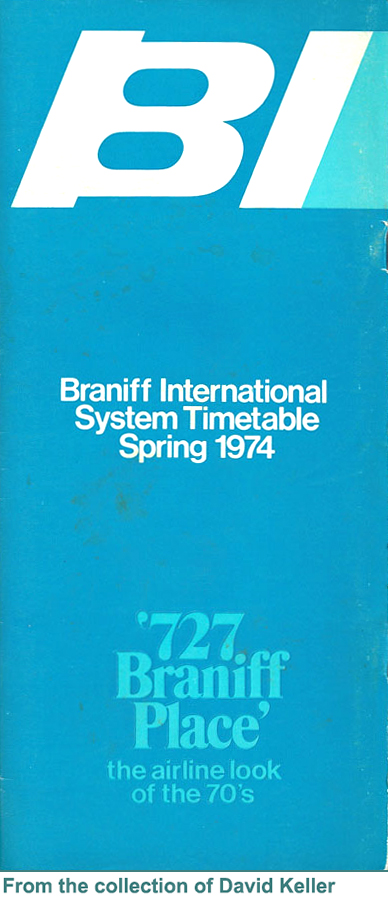 BI
Braniff International
System Timetable
Spring 1974
'727
Braniff
Place'
the airline look
of the 70's
From the collection of David Keller